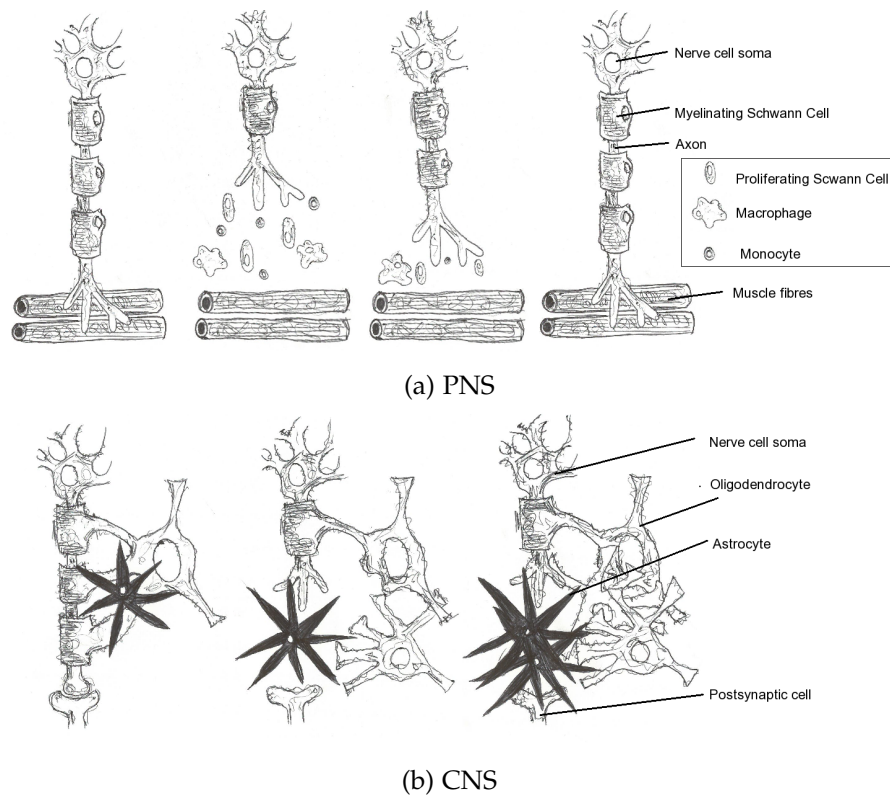 Nerve cell soma
Myelinating Schwann Cell
Axon
Proliferating Scwann Cell
Macrophage
Monocyte
Muscle fibres
(a) PNS
Nerve cell soma
Oligodendrocyte
Astrocyte
Postsynaptic cell
(b) CNS